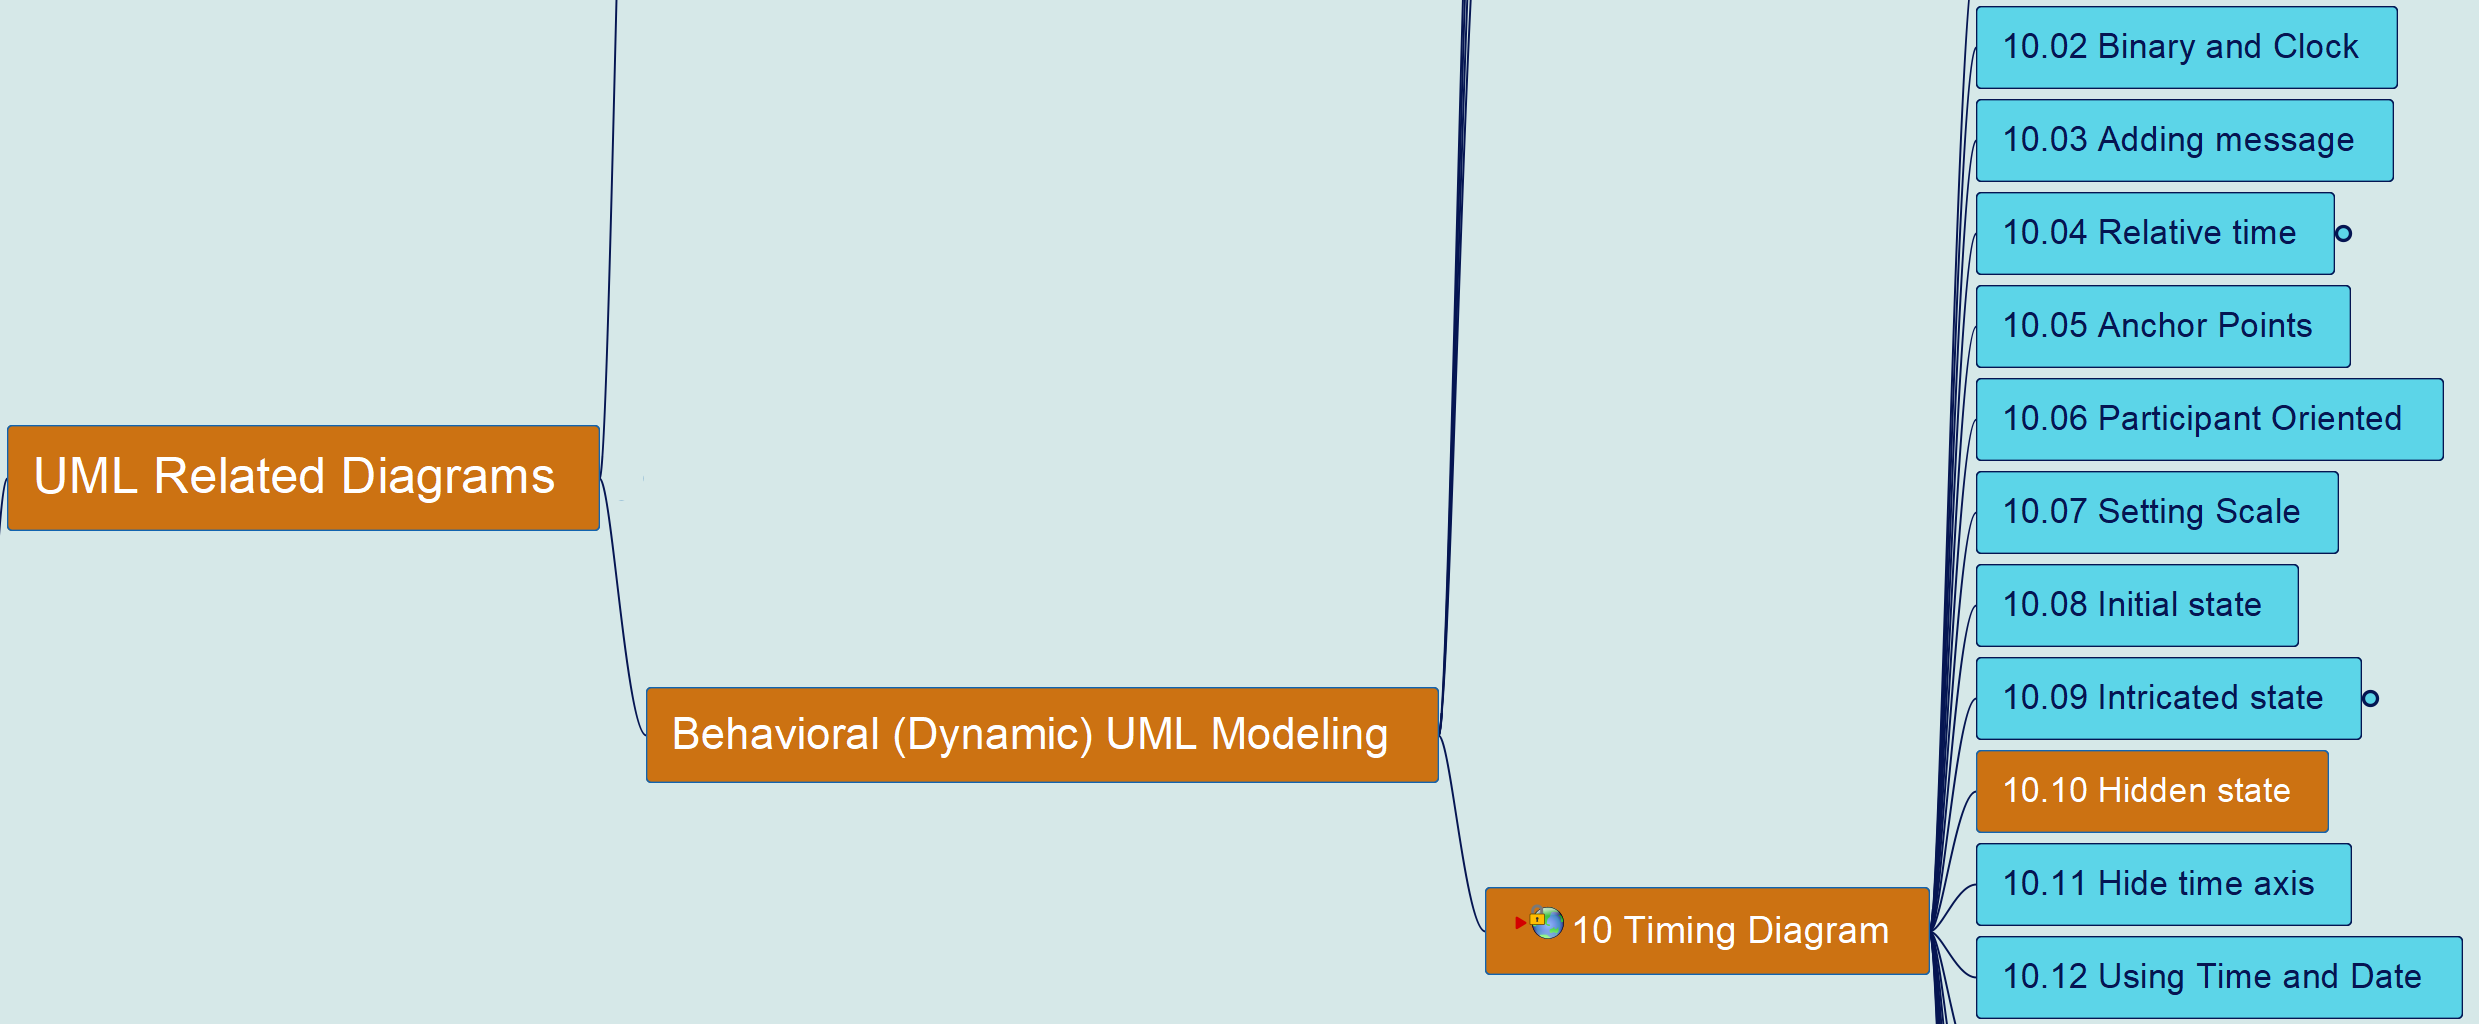 UML Related Diagrams
Behavioral (Dynamic) UML Modeling
10 Timing Diagram
10.02 Binary and Clock
10.03 Adding message
10.04 Relative time
10.05 Anchor Points
10.06 Participant Oriented
10.07 Setting Scale
10.08 Initial state
10.09 Intricated state
10.10 Hidden state
10.11 Hide time axis
10.12 Using Time and Date